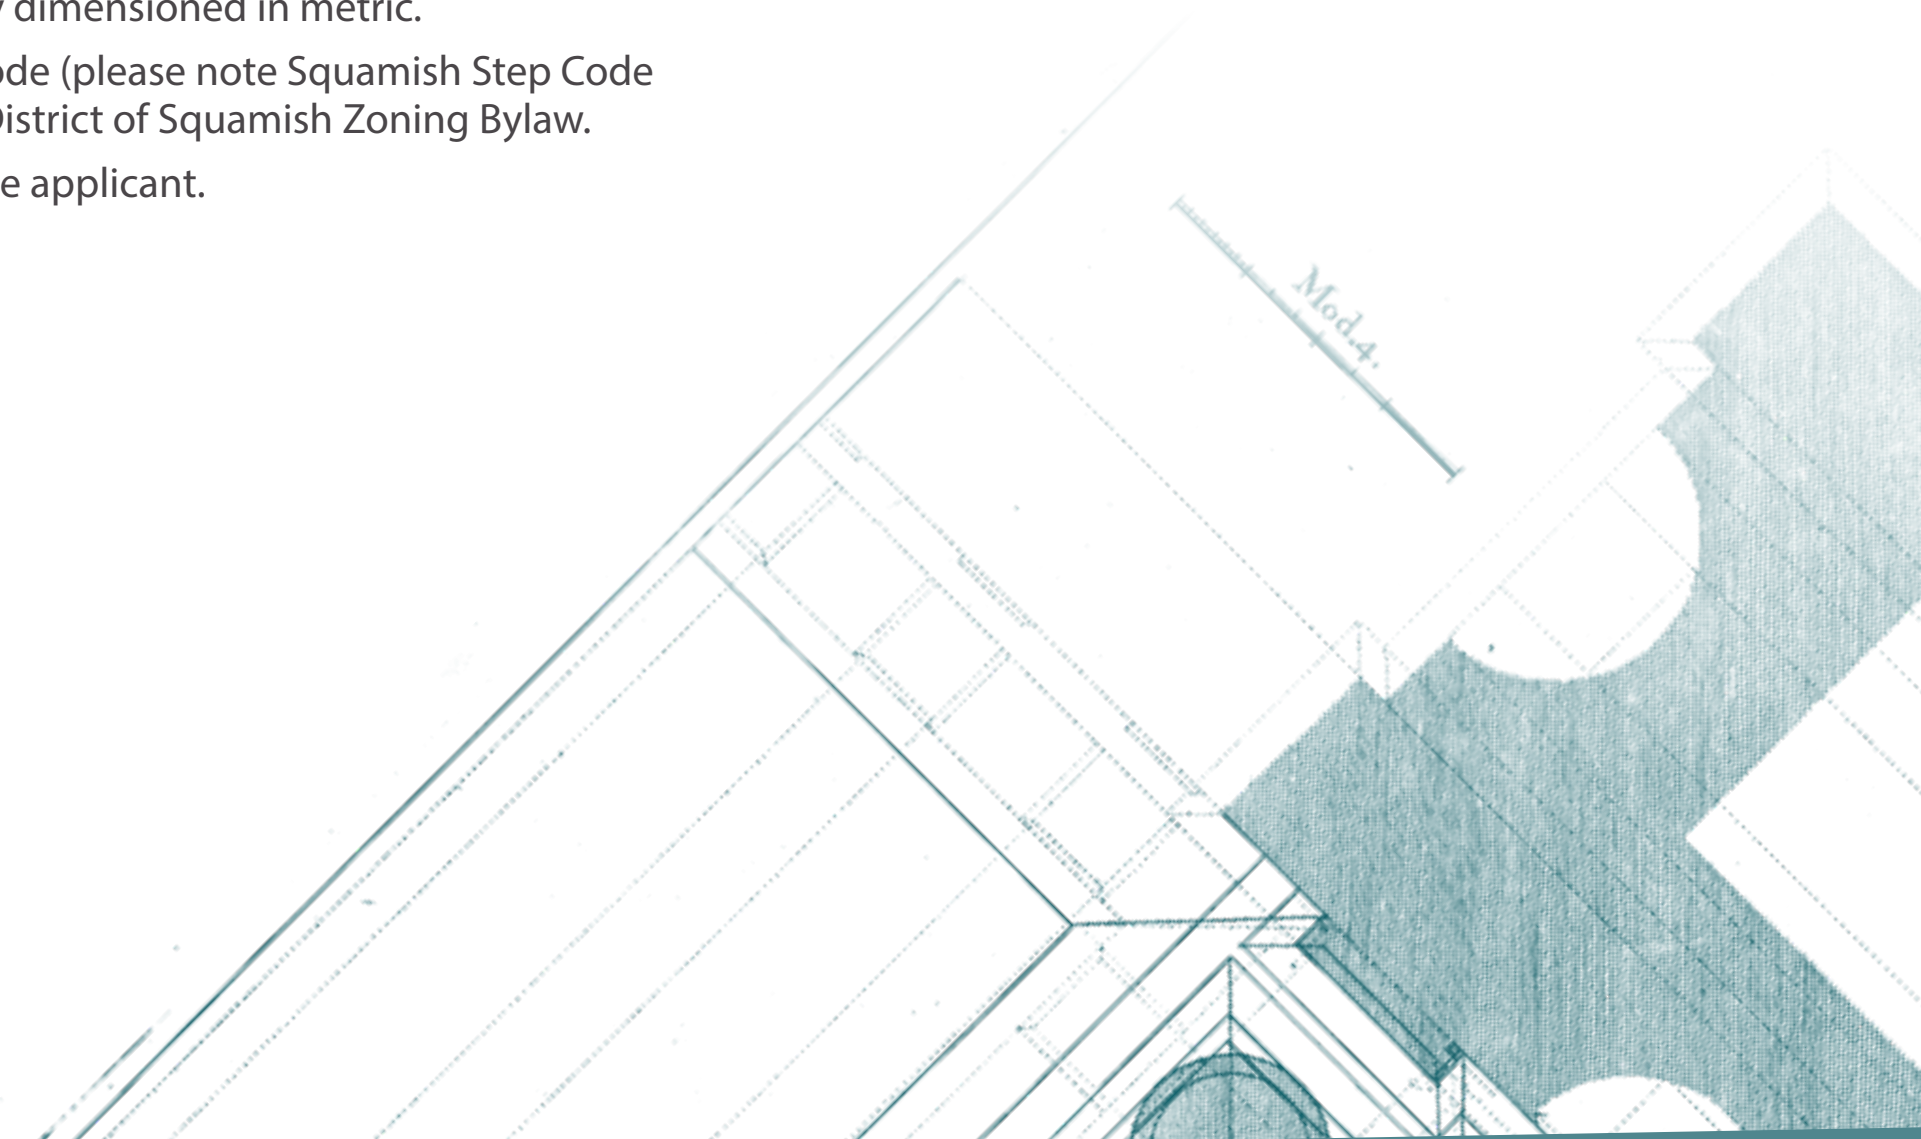 dimensioned in metric.
ode (please note Squamish Step Code
District of Squamish Zoning Bylaw.
e applicant.
Mod.4.